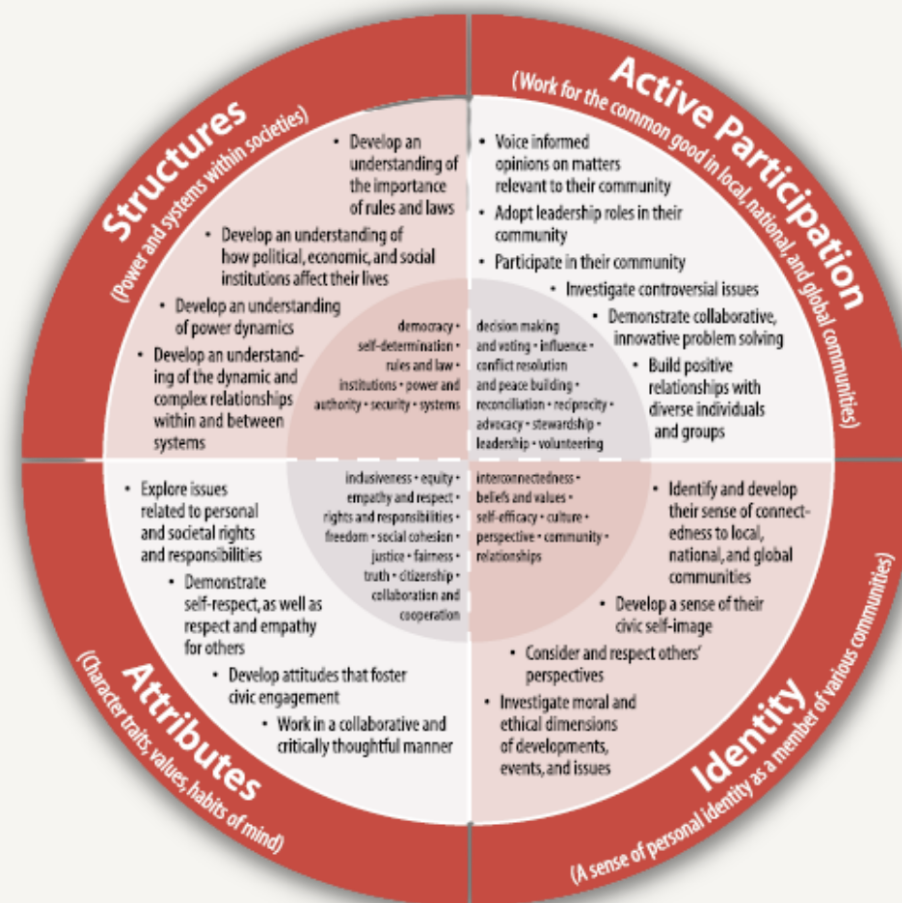 Structures
(Power and systems within societies)
• Develop an
understanding of
the importance
of rules and laws
• Develop an understanding of
how political, economic, and social
institutions affect their lives
• Develop an understanding
of power dynamics
• Develop an understand-
ing of the dynamic and
complex relationships
within and between
systems
democracy •
self-determination •
rules and law •
institutions • power and
authority • security • systems
Active Participation
(Work for the common good in local, national, and global communities)
• Voice informed
opinions on matters
relevant to their community
• Adopt leadership roles in their
community
• Participate in their community
• Investigate controversial issues
• Demonstrate collaborative,
innovative problem solving
• Build positive
relationships with
diverse individuals
and groups
decision making
and voting • influence •
conflict resolution
and peace building •
reconciliation • reciprocity •
advocacy • stewardship •
leadership • volunteering
Attributes
(Character traits, values, habits of mind)
• Explore issues
related to personal
and societal rights
and responsibilities
• Demonstrate
self-respect, as well as
respect and empathy
for others
• Develop attitudes that foster
civic engagement
• Work in a collaborative and
critically thoughtful manner
inclusiveness • equity •
empathy and respect •
rights and responsibilities •
freedom • social cohesion •
justice • fairness •
truth • citizenship •
collaboration and
cooperation
Identity
(A sense of personal identity as a member of various communities)
• Identify and develop
their sense of connect-
edness to local,
national, and global
communities
• Develop a sense of their
civic self-image
• Consider and respect others'
perspectives
• Investigate moral and
ethical dimensions
of developments,
events, and issues
interconnectedness •
beliefs and values •
self-efficacy • culture •
perspective • community •
relationships